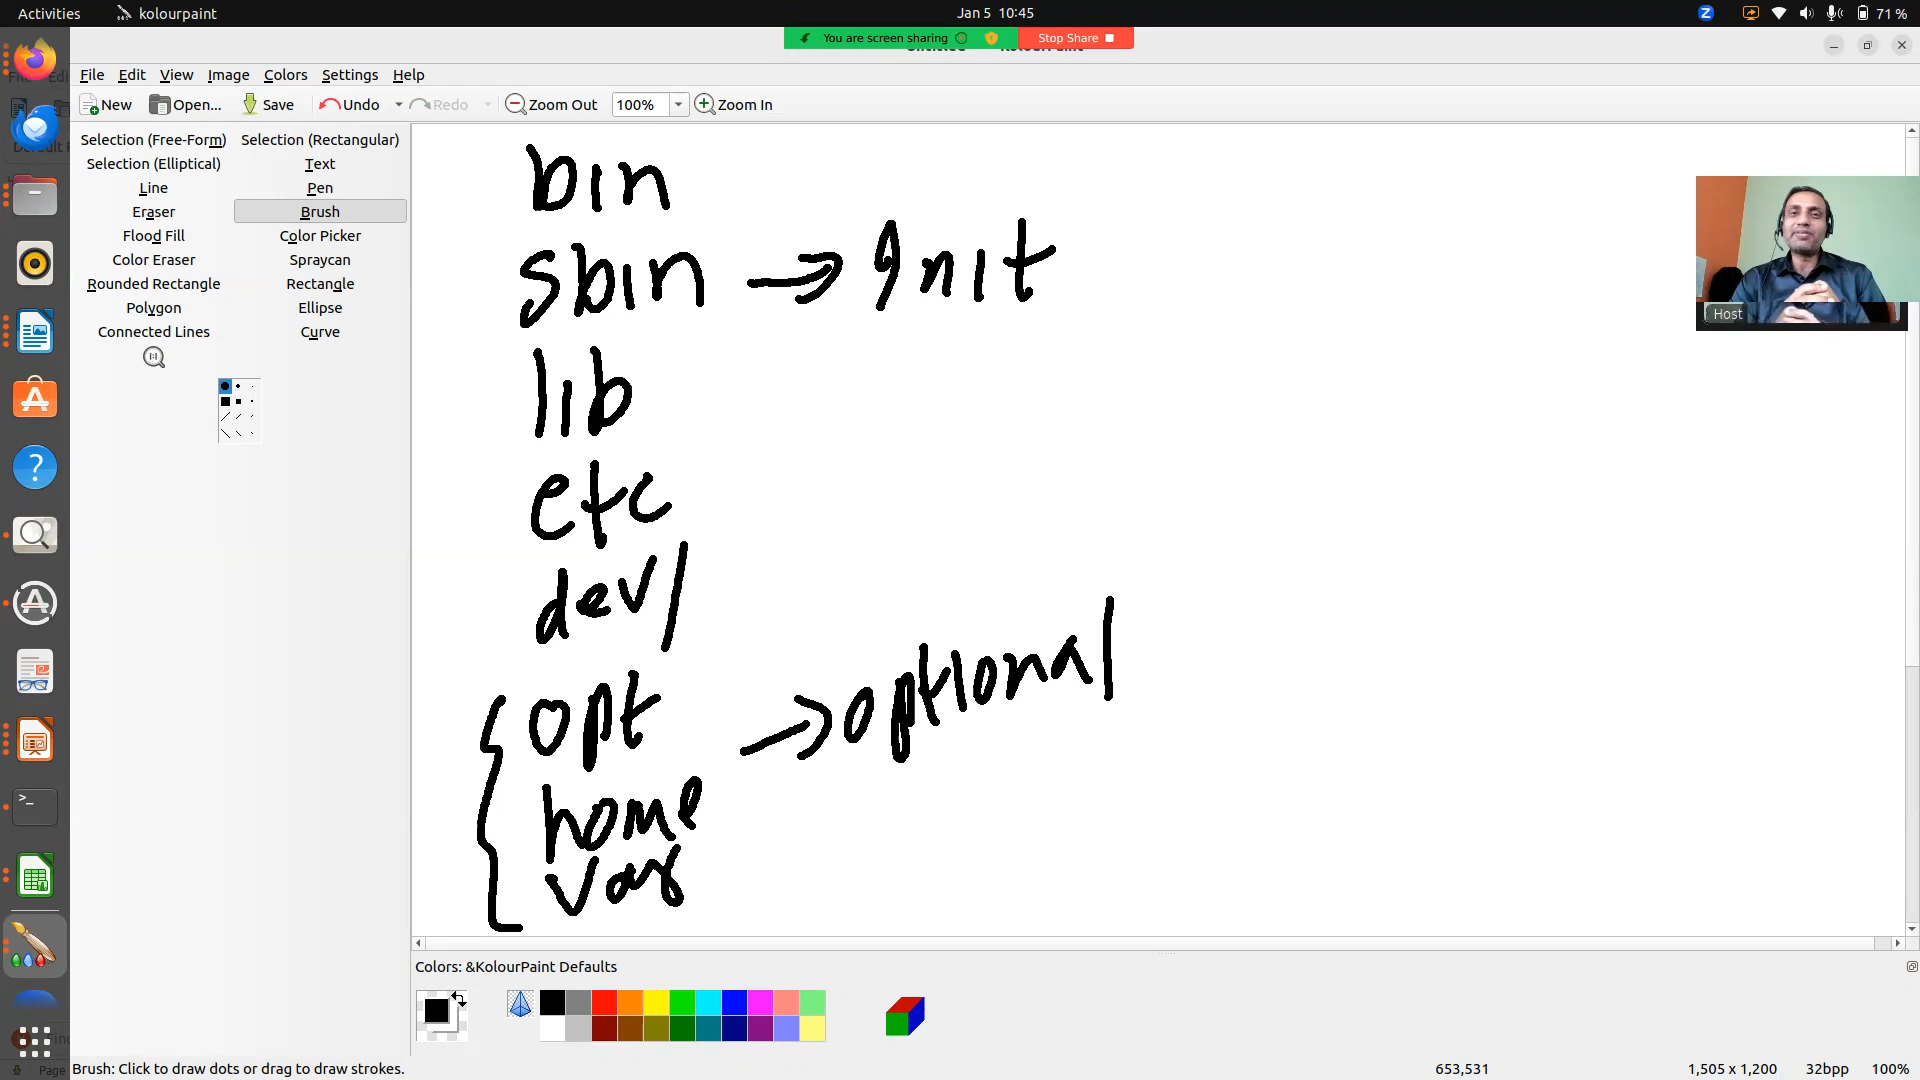 Activities kolourpaint Jan 5 10:45 Z 71 %
You are screen sharing Stop Share
File Edit View Image Colors Settings Help
New Open... Save Undo Redo Zoom Out 100% Zoom In
Selection (Free-Form) Selection (Rectangular)
Selection (Elliptical) Text
Line Pen
Eraser Brush
Flood Fill Color Picker
Color Eraser Spraycan
Rounded Rectangle Rectangle
Polygon Ellipse
Connected Lines Curve
bin
sbin → Init
lib
etc
dev/
opt → optional
home
var
Host
Colors: &KolourPaint Defaults
Page Brush: Click to draw dots or drag to draw strokes. 653,531 1,505 x 1,200 32bpp 100%